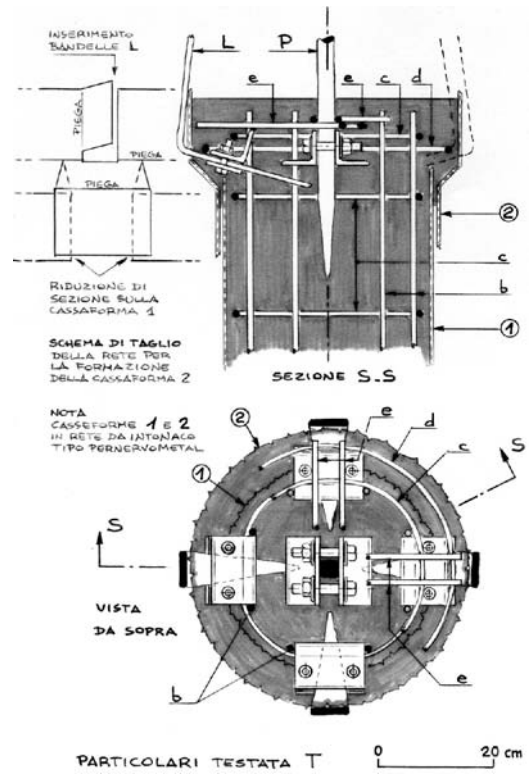 INSERIMENTO
BANDELLE L
PIEGA
PIEGA
PIEGA
RIDUZIONE DI
SEZIONE SULLA
CASSAFORMA 1
SCHEMA DI TAGLIO
DELLA RETE PER
LA FORMAZIONE
DELLA CASSAFORMA 2
NOTA
CASSEFORME 1 E 2
IN RETE DA INTONACO
TIPO PERNERVOMETAL
L P
e e c d
2
c
b
1
SEZIONE S-S
2 e d
c
1
S S
VISTA
DA SOPRA
b e
PARTICOLARI TESTATA T
0 20 cm